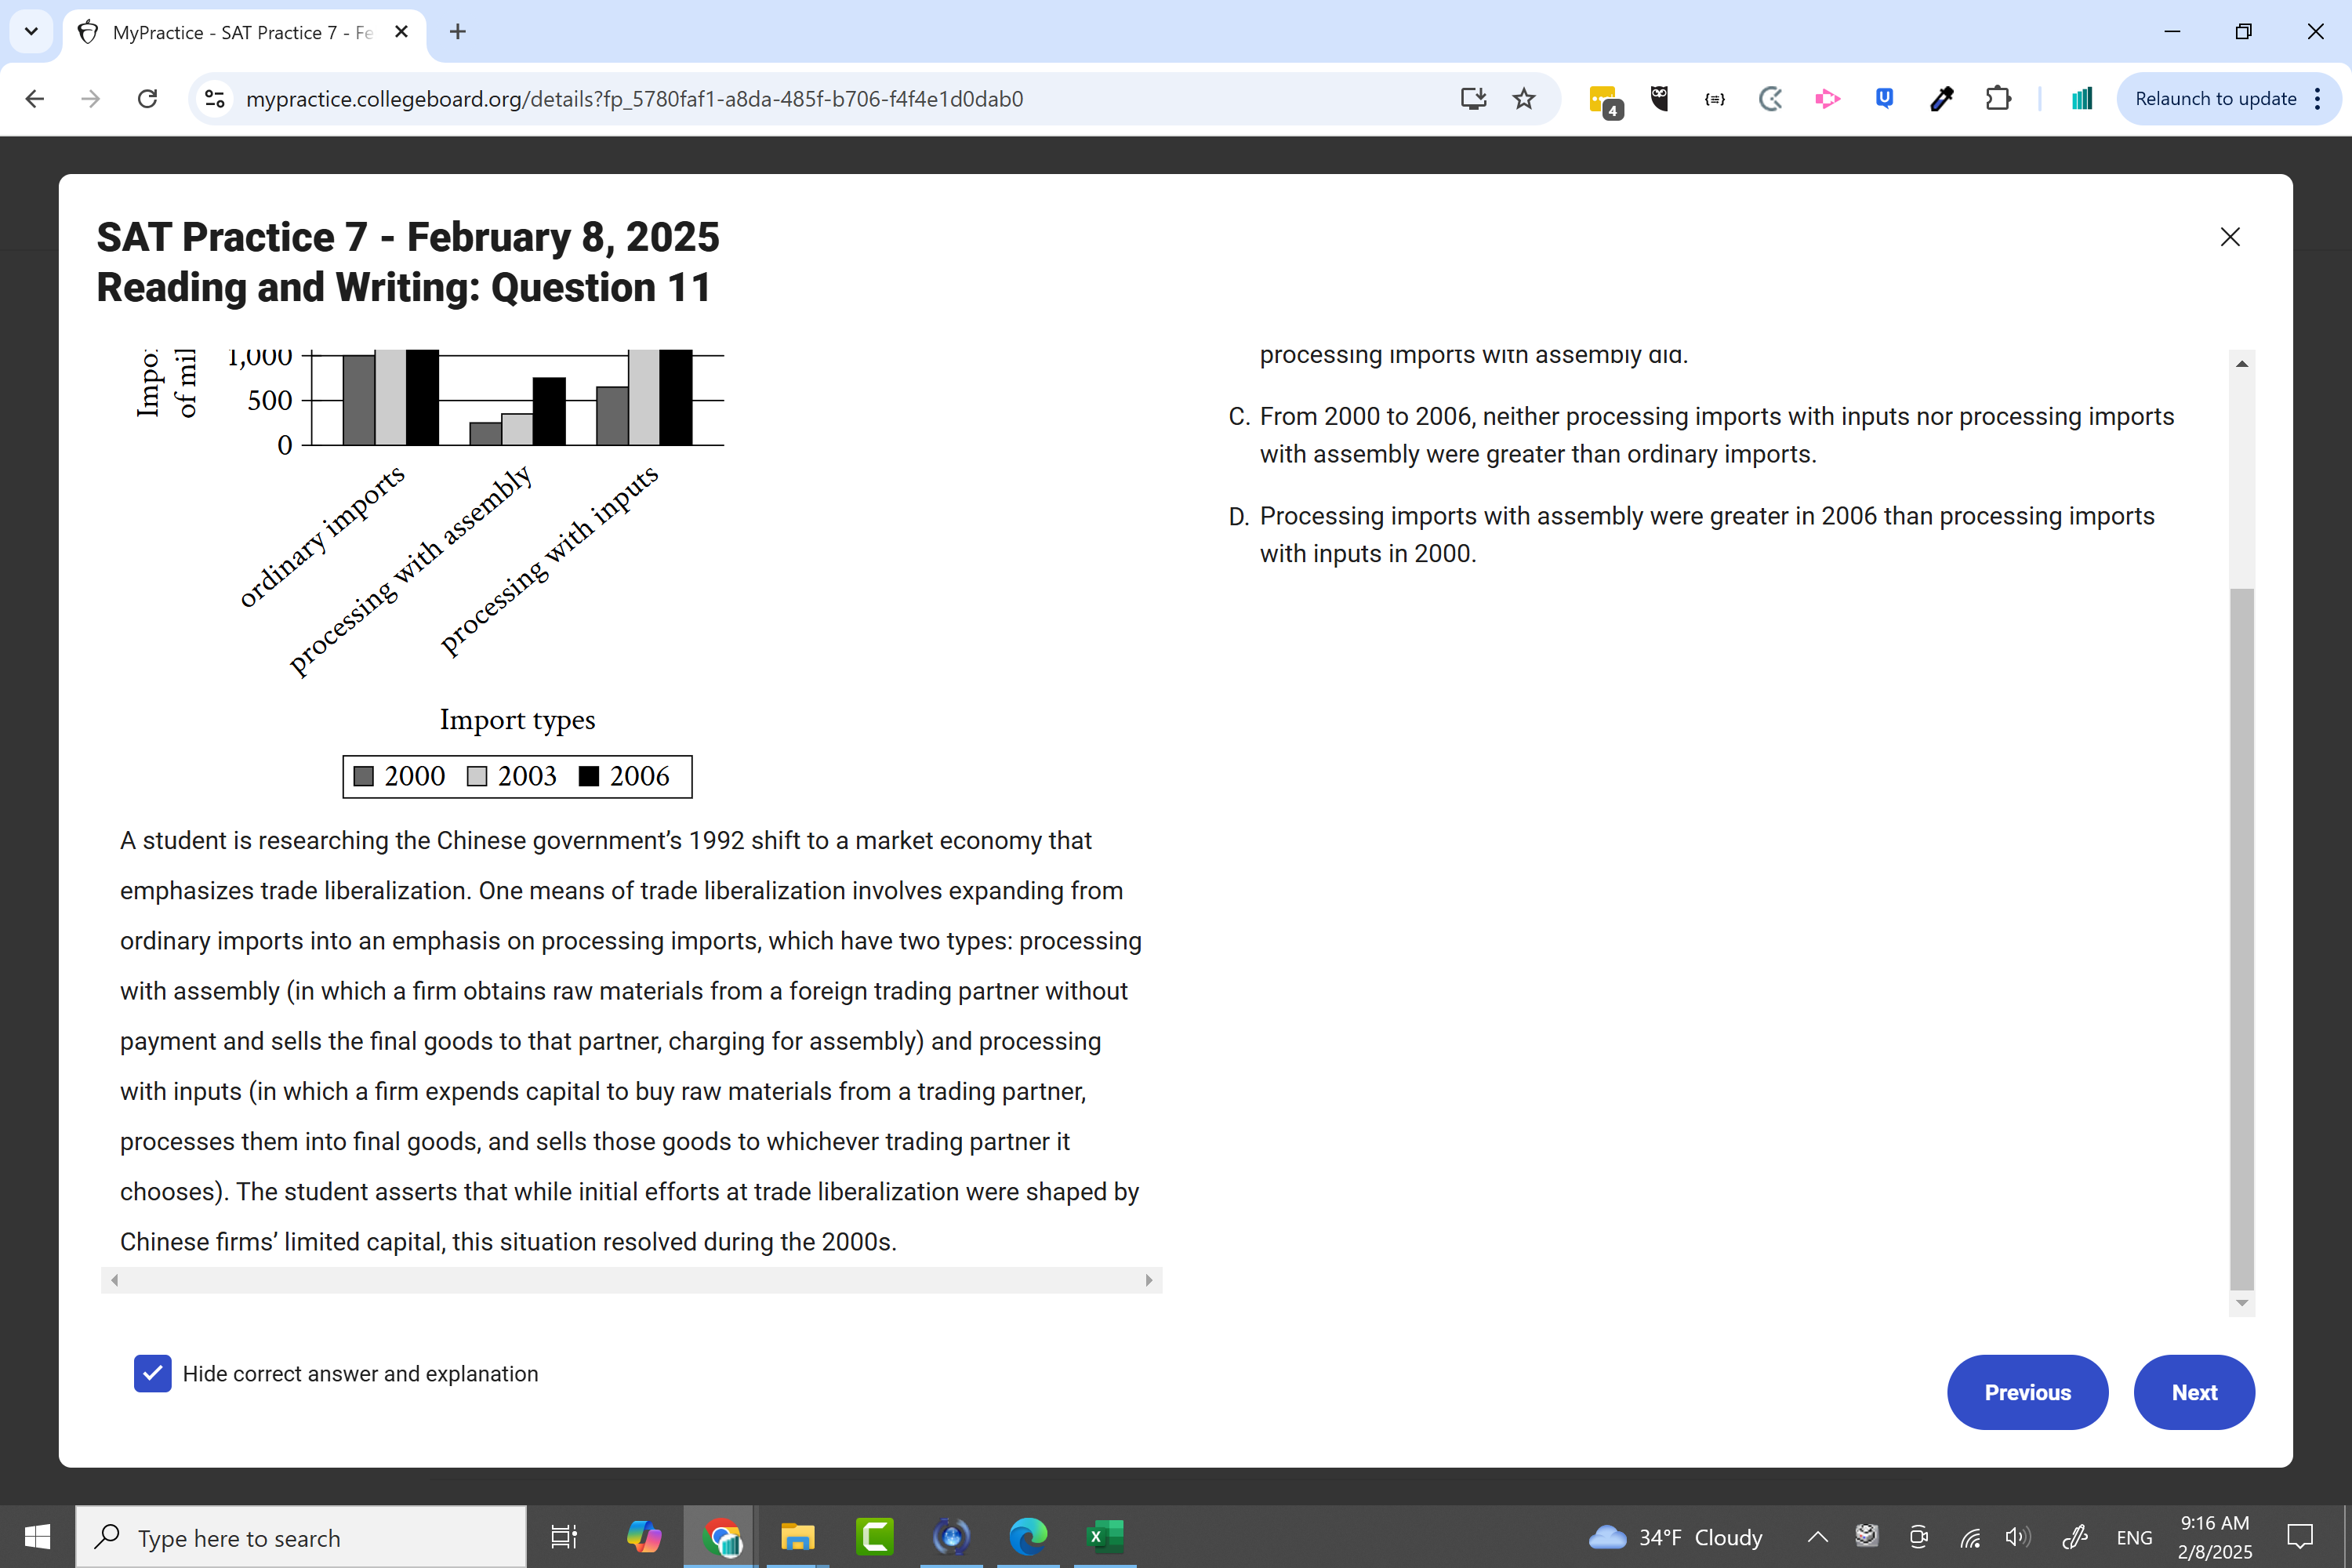 MyPractice - SAT Practice 7 - Fe
mypractice.collegeboard.org/details?fp_5780faf1-a8da-485f-b706-f4f4e1d0dab0
4
Relaunch to update
SAT Practice 7 - February 8, 2025
Reading and Writing: Question 11
Impo
of mil
1,000
500
0
ordinary imports
processing with assembly
processing with inputs
Import types
2000 2003 2006
A student is researching the Chinese government’s 1992 shift to a market economy that
emphasizes trade liberalization. One means of trade liberalization involves expanding from
ordinary imports into an emphasis on processing imports, which have two types: processing
with assembly (in which a firm obtains raw materials from a foreign trading partner without
payment and sells the final goods to that partner, charging for assembly) and processing
with inputs (in which a firm expends capital to buy raw materials from a trading partner,
processes them into final goods, and sells those goods to whichever trading partner it
chooses). The student asserts that while initial efforts at trade liberalization were shaped by
Chinese firms’ limited capital, this situation resolved during the 2000s.
processing imports with assembly did.
C. From 2000 to 2006, neither processing imports with inputs nor processing imports
with assembly were greater than ordinary imports.
D. Processing imports with assembly were greater in 2006 than processing imports
with inputs in 2000.
Hide correct answer and explanation
Previous
Next
Type here to search
34°F Cloudy
ENG
9:16 AM
2/8/2025